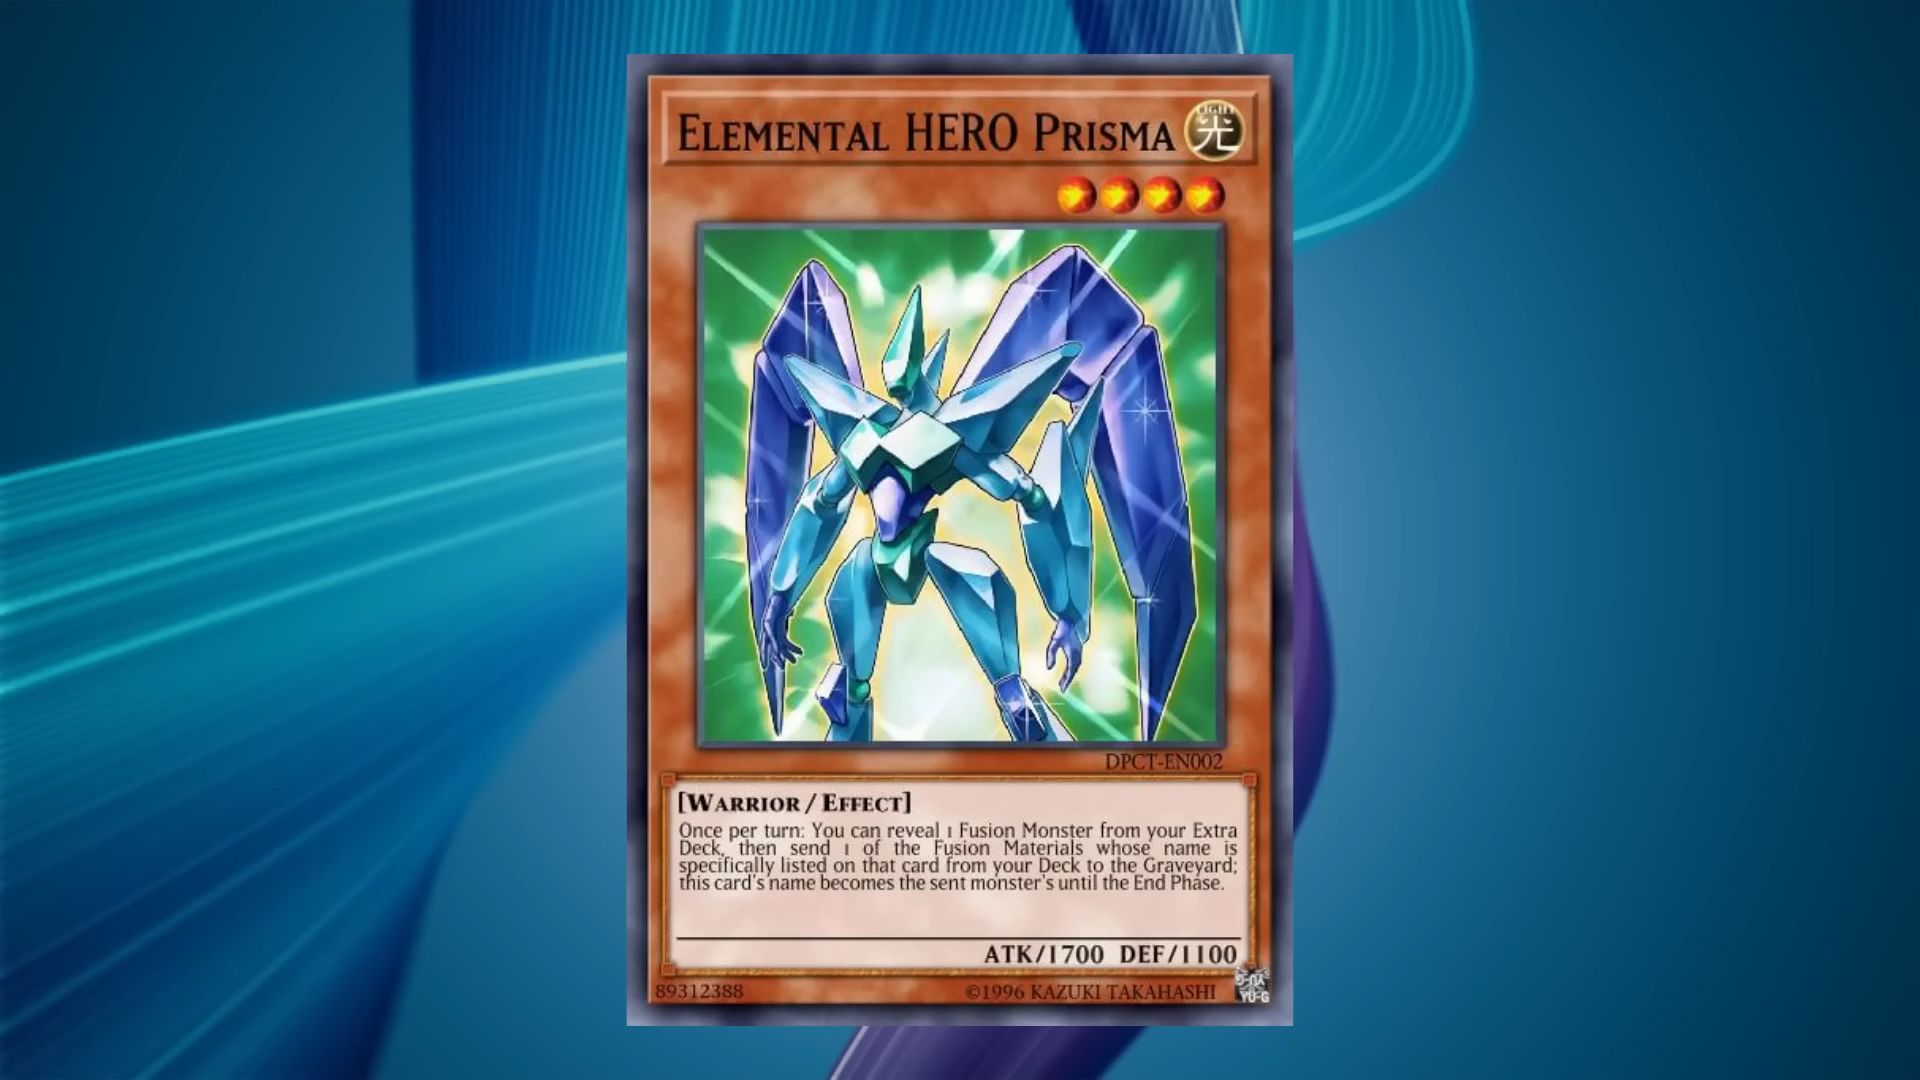 ELEMENTAL HERO PRISMA
LIGHT
光
DPCT-EN002
[WARRIOR / EFFECT]
Once per turn: You can reveal 1 Fusion Monster from your Extra
Deck, then send 1 of the Fusion Materials whose name is
specifically listed on that card from your Deck to the Graveyard;
this card's name becomes the sent monster's until the End Phase.
ATK/1700 DEF/1100
89312388
©1996 KAZUKI TAKAHASHI